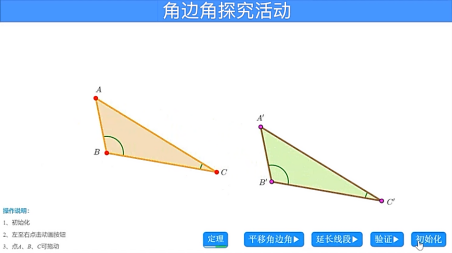 角边角探究活动
A
A′
B
C
B′
C′
操作说明：
1、初始化
2、左至右点击动画按钮
3、点A、B、C可拖动
定理
平移角边角▶
延长线段▶
验证▶
初始化